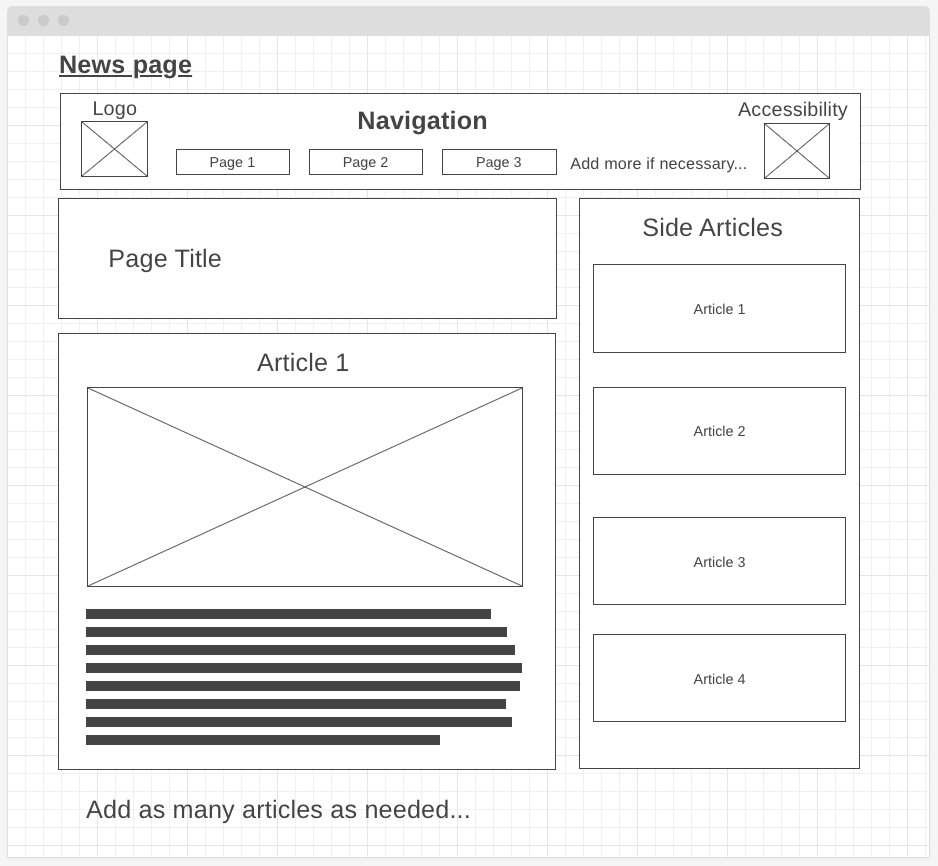 News page
Logo
Navigation
Accessibility
Page 1
Page 2
Page 3
Add more if necessary...
Page Title
Side Articles
Article 1
Article 2
Article 3
Article 4
Article 1
Add as many articles as needed...